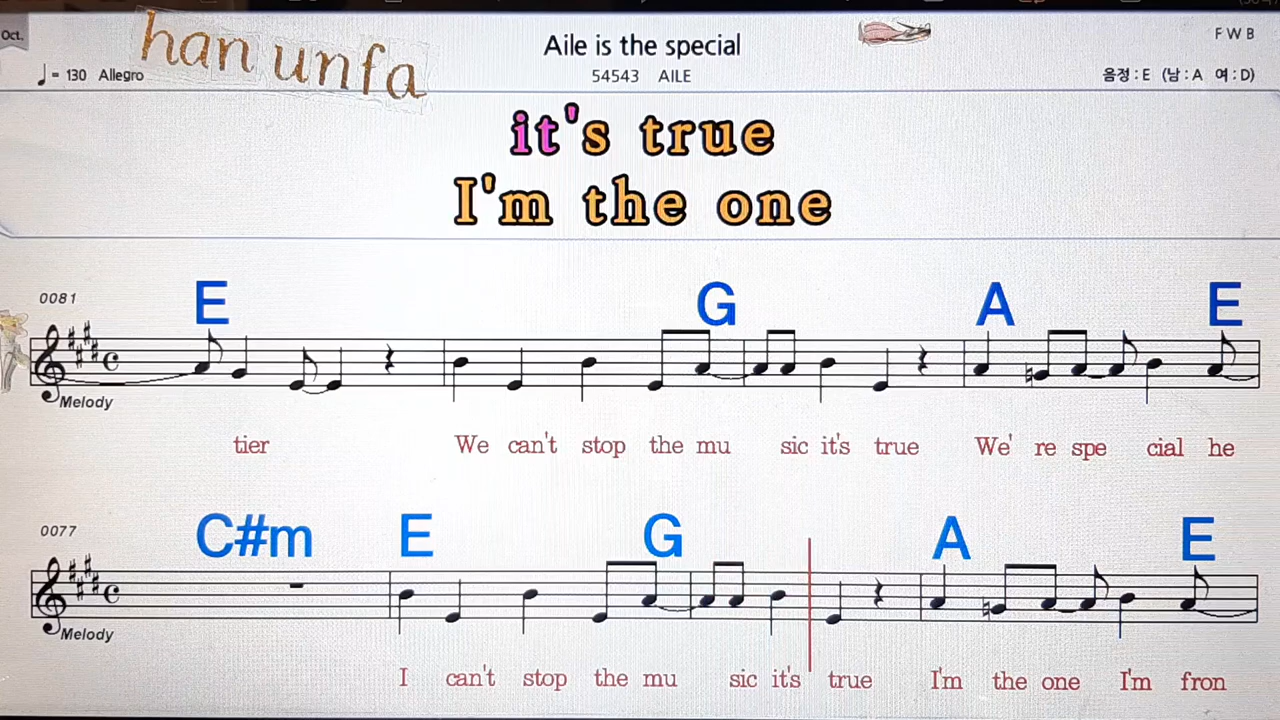 Oct.
han unfa
Aile is the special
F W B
♩= 130 Allegro
54543 AILE
음정 : E (남 : A 여 : D)
it's true
I'm the one
0081
E G A E
Melody
tier We can't stop the mu sic it's true We' re spe cial he
0077
C#m E G A E
Melody
I can't stop the mu sic it's true I'm the one I'm fron